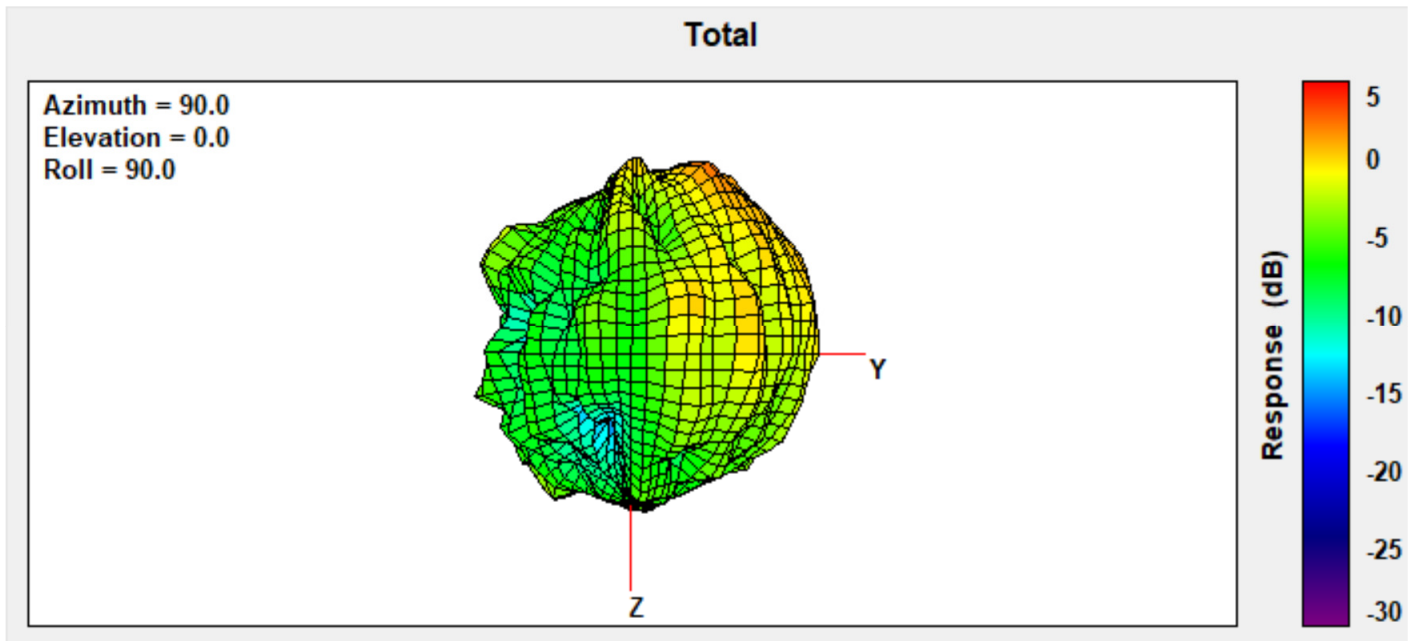 Total
Azimuth = 90.0
Elevation = 0.0
Roll = 90.0
Y
Z
Response (dB)
5
0
-5
-10
-15
-20
-25
-30